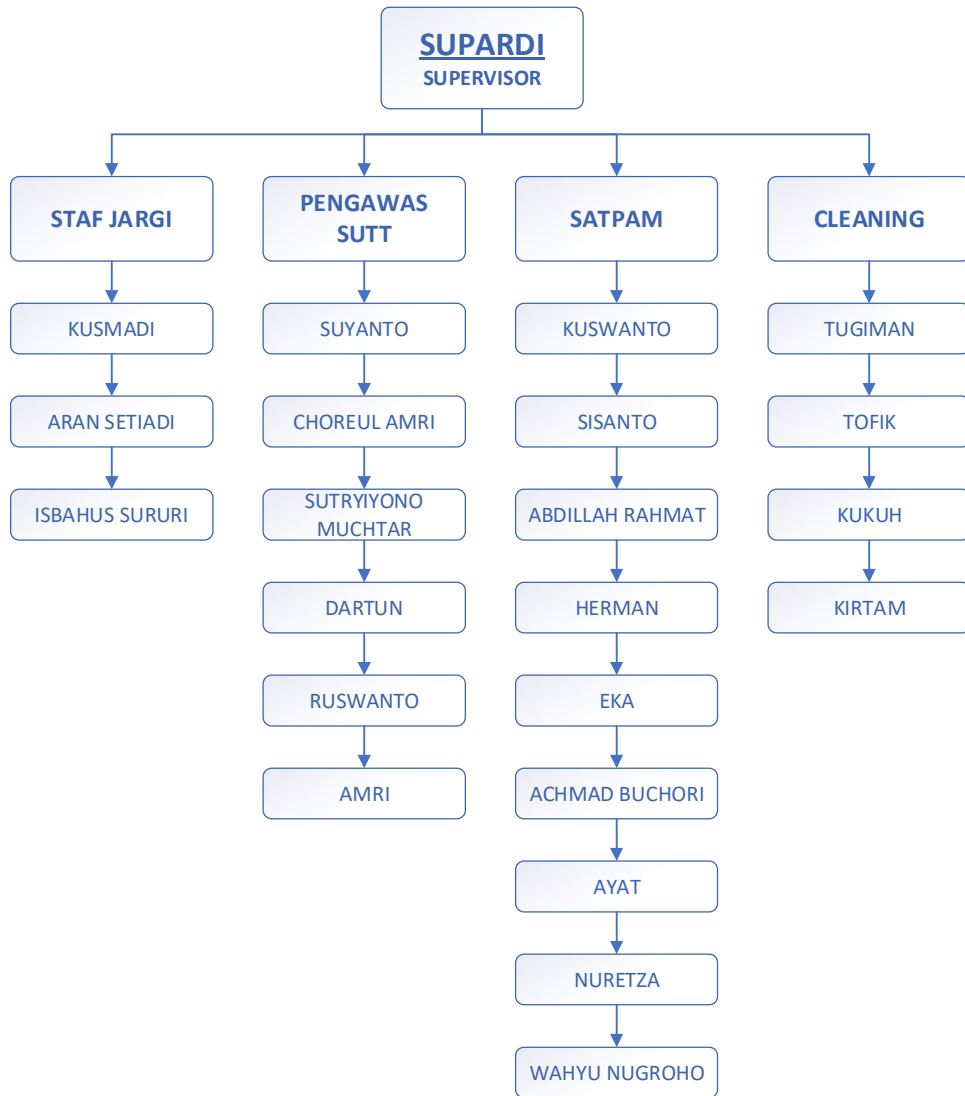 SUPARDI
SUPERVISOR
STAF JARGI
KUSMADI
ARAN SETIADI
ISBAHUS SURURI
PENGAWAS
SUTT
SUYANTO
CHOREUL AMRI
SUTRYIYONO
MUCHTAR
DARTUN
RUSWANTO
AMRI
SATPAM
KUSWANTO
SISANTO
ABDILLAH RAHMAT
HERMAN
EKA
ACHMAD BUCHORI
AYAT
NURETZA
WAHYU NUGROHO
CLEANING
TUGIMAN
TOFIK
KUKUH
KIRTAM